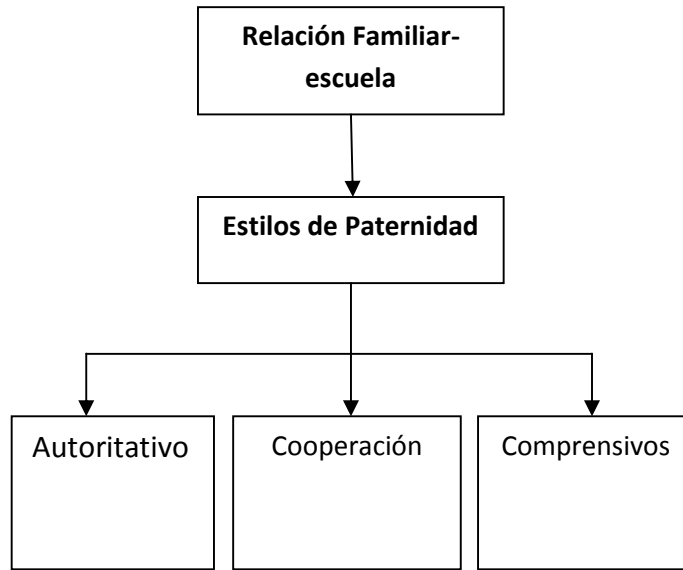 Relación Familiar-
escuela
Estilos de Paternidad
Autoritativo
Cooperación
Comprensivos